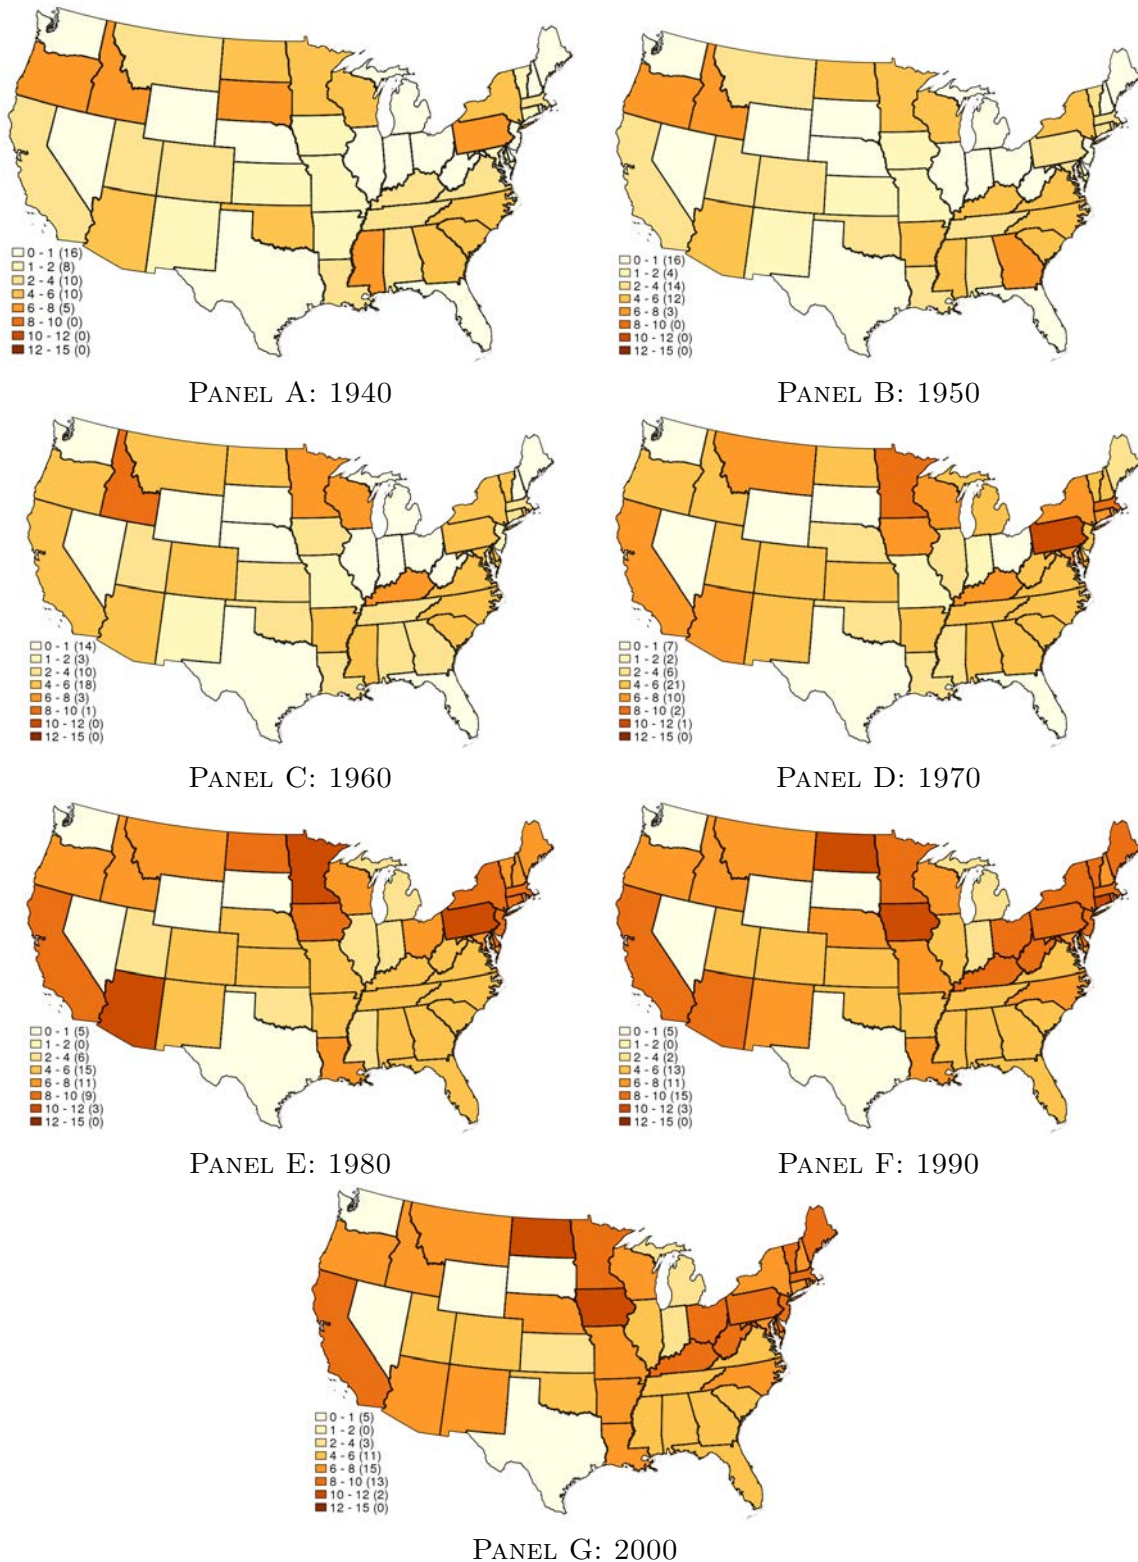 0 - 1 (16)
1 - 2 (8)
2 - 4 (10)
4 - 6 (10)
6 - 8 (5)
8 - 10 (0)
10 - 12 (0)
12 - 15 (0)
PANEL A: 1940
0 - 1 (16)
1 - 2 (4)
2 - 4 (14)
4 - 6 (12)
6 - 8 (3)
8 - 10 (0)
10 - 12 (0)
12 - 15 (0)
PANEL B: 1950
0 - 1 (14)
1 - 2 (3)
2 - 4 (10)
4 - 6 (18)
6 - 8 (3)
8 - 10 (1)
10 - 12 (0)
12 - 15 (0)
PANEL C: 1960
0 - 1 (7)
1 - 2 (2)
2 - 4 (6)
4 - 6 (21)
6 - 8 (10)
8 - 10 (2)
10 - 12 (1)
12 - 15 (0)
PANEL D: 1970
0 - 1 (5)
1 - 2 (0)
2 - 4 (6)
4 - 6 (15)
6 - 8 (11)
8 - 10 (9)
10 - 12 (3)
12 - 15 (0)
PANEL E: 1980
0 - 1 (5)
1 - 2 (0)
2 - 4 (2)
4 - 6 (13)
6 - 8 (11)
8 - 10 (15)
10 - 12 (3)
12 - 15 (0)
PANEL F: 1990
0 - 1 (5)
1 - 2 (0)
2 - 4 (3)
4 - 6 (11)
6 - 8 (15)
8 - 10 (13)
10 - 12 (2)
12 - 15 (0)
PANEL G: 2000